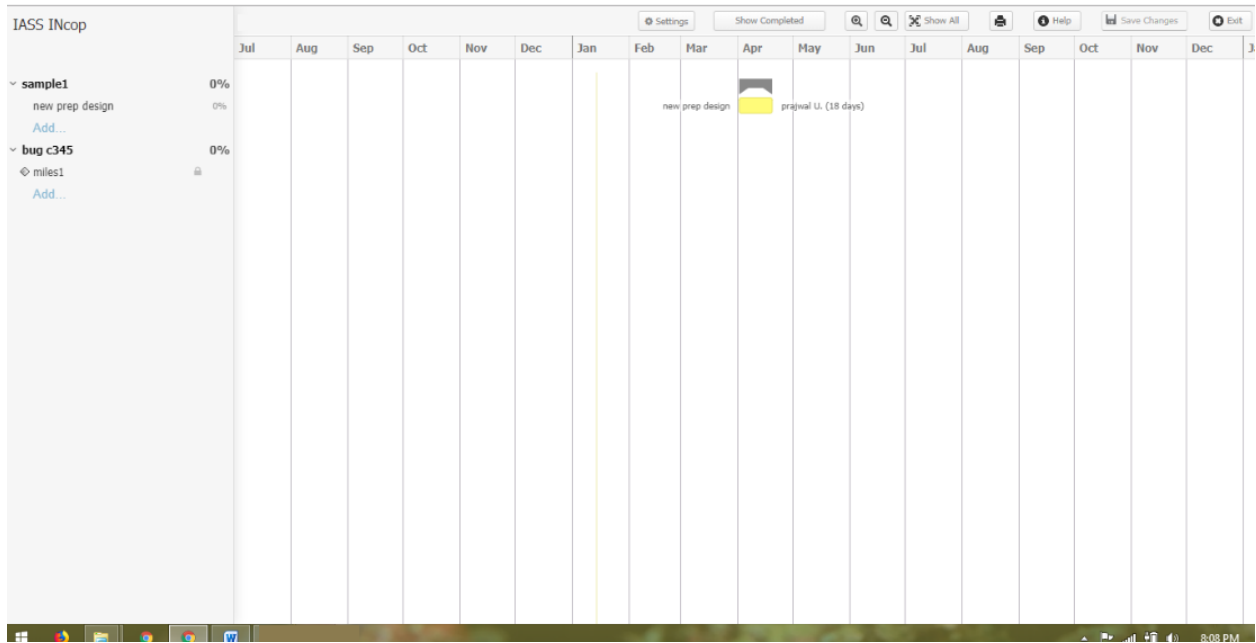 IASS INcop
Settings Show Completed Show All Help Save Changes Exit
Jul Aug Sep Oct Nov Dec Jan Feb Mar Apr May Jun Jul Aug Sep Oct Nov Dec
sample1 0%
new prep design 0% new prep design prajwal U. (18 days)
Add...
bug c345 0%
miles1
Add...
8:08 PM